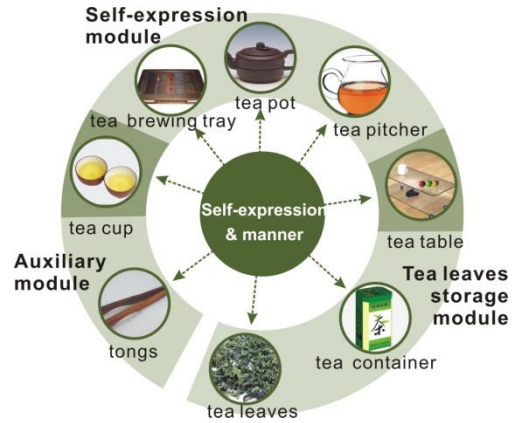 Self-expression
module
tea pot
tea brewing tray
tea pitcher
tea cup
Self-expression
& manner
tea table
Auxiliary
module
Tea leaves
storage
module
茶
tongs
tea container
tea leaves